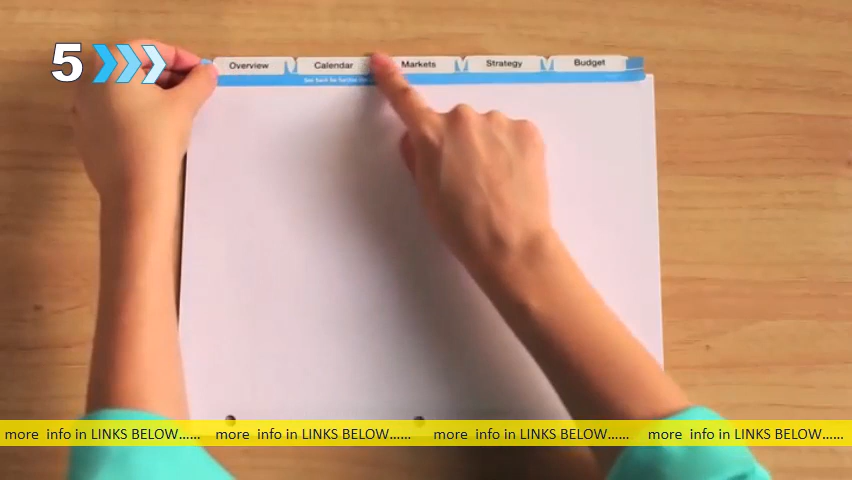 5
Overview Calendar Markets Strategy Budget
more info in LINKS BELOW...... more info in LINKS BELOW...... more info in LINKS BELOW...... more info in LINKS BELOW......